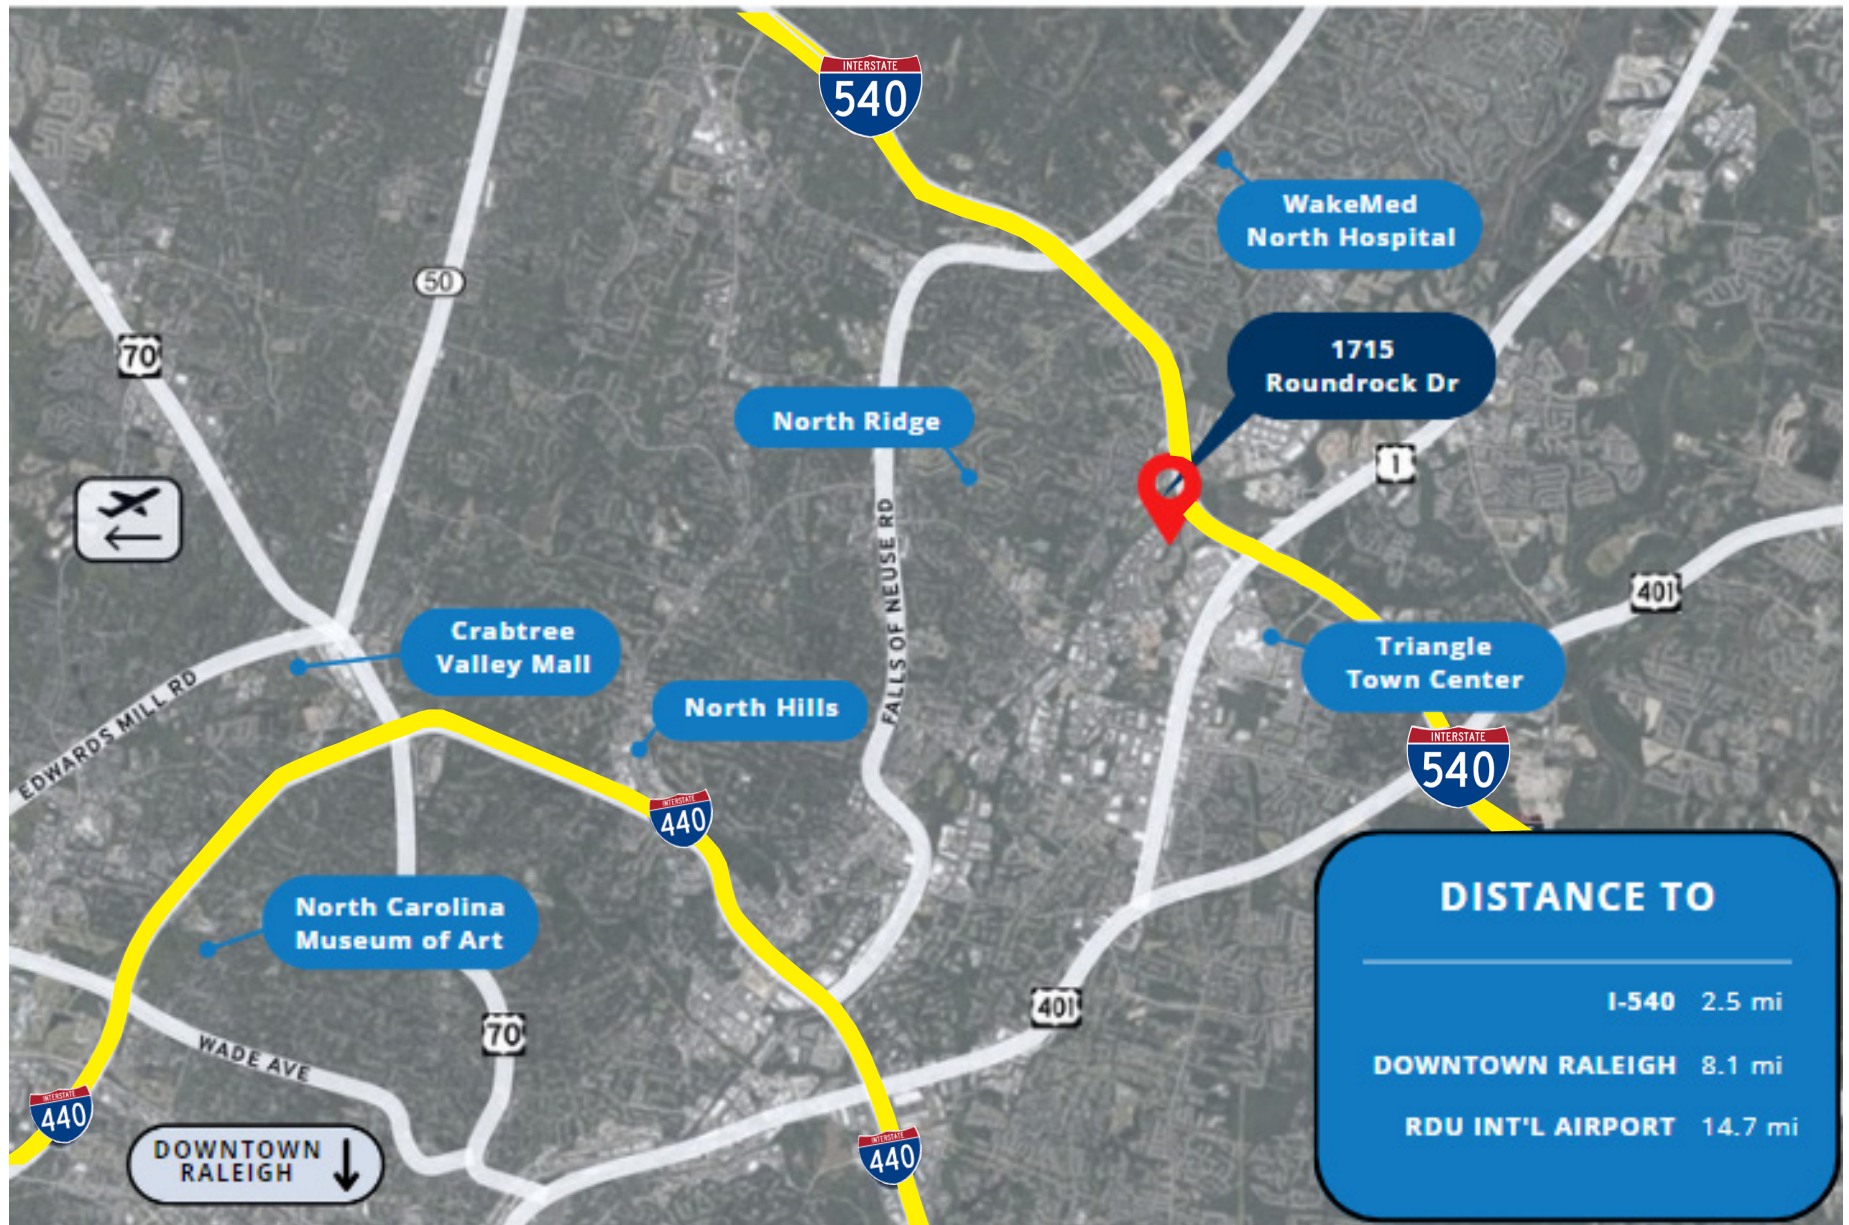 INTERSTATE
540
WakeMed
North Hospital
50
70
1715
Roundrock Dr
North Ridge
1
FALLS OF NEUSE RD
401
Crabtree
Valley Mall
Triangle
Town Center
EDWARDS MILL RD
North Hills
INTERSTATE
540
INTERSTATE
440
North Carolina
Museum of Art
401
70
WADE AVE
INTERSTATE
440
INTERSTATE
440
DOWNTOWN
RALEIGH
DISTANCE TO
I-540 2.5 mi
DOWNTOWN RALEIGH 8.1 mi
RDU INT'L AIRPORT 14.7 mi